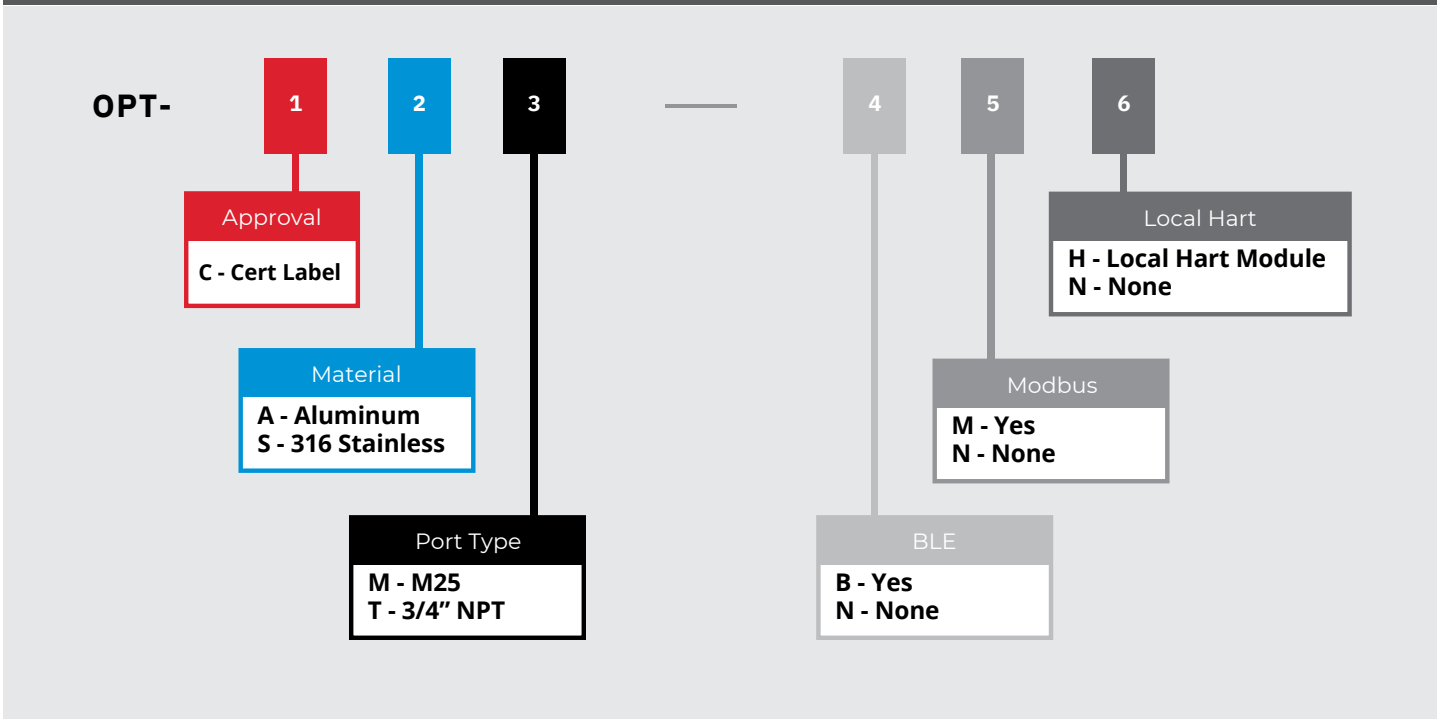 OPT- 1 2 3 — 4 5 6
Approval
C - Cert Label
Material
A - Aluminum
S - 316 Stainless
Port Type
M - M25
T - 3/4” NPT
BLE
B - Yes
N - None
Modbus
M - Yes
N - None
Local Hart
H - Local Hart Module
N - None